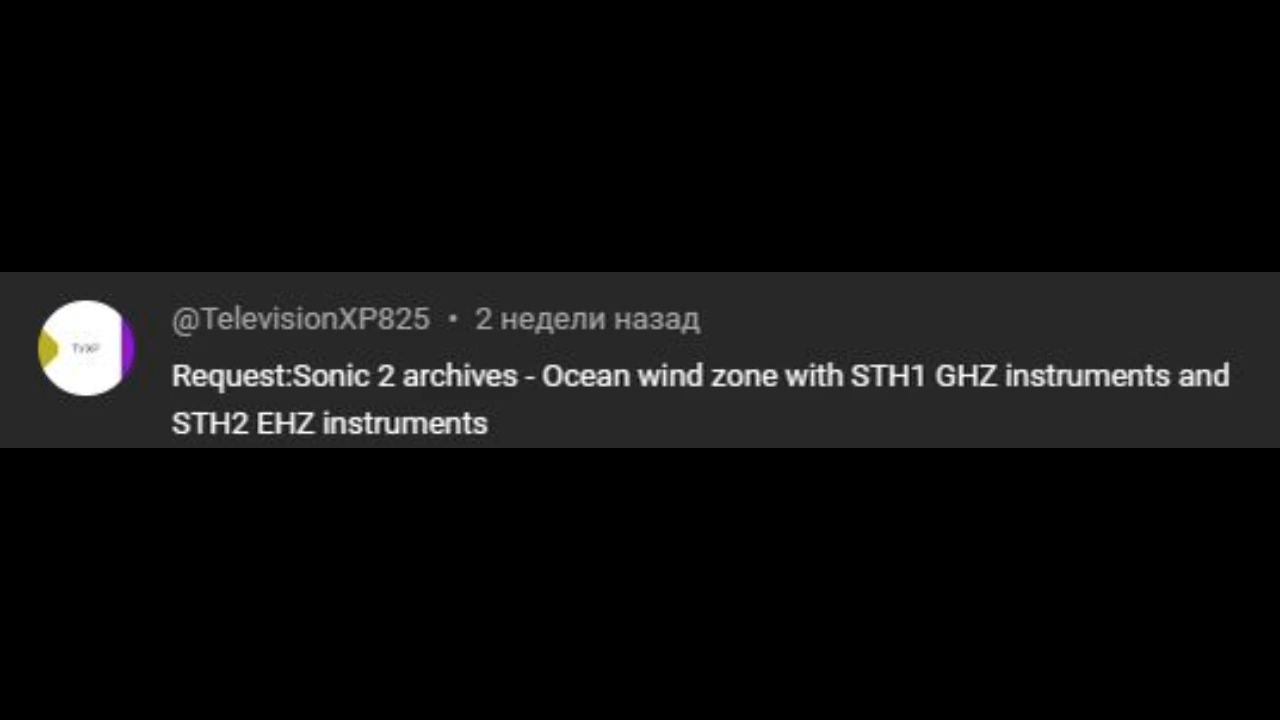 @TelevisionXP825 • 2 недели назад
Request:Sonic 2 archives - Ocean wind zone with STH1 GHZ instruments and
STH2 EHZ instruments